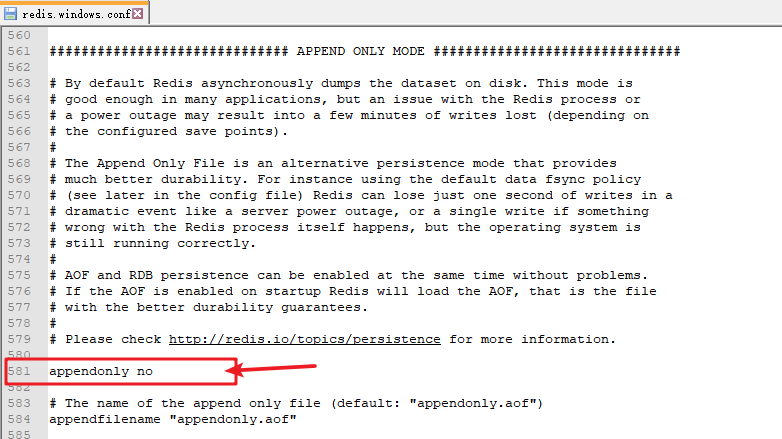 redis.windows.conf
560
561 ############################## APPEND ONLY MODE ###############################
562
563 # By default Redis asynchronously dumps the dataset on disk. This mode is
564 # good enough in many applications, but an issue with the Redis process or
565 # a power outage may result into a few minutes of writes lost (depending on
566 # the configured save points).
567 #
568 # The Append Only File is an alternative persistence mode that provides
569 # much better durability. For instance using the default data fsync policy
570 # (see later in the config file) Redis can lose just one second of writes in a
571 # dramatic event like a server power outage, or a single write if something
572 # wrong with the Redis process itself happens, but the operating system is
573 # still running correctly.
574 #
575 # AOF and RDB persistence can be enabled at the same time without problems.
576 # If the AOF is enabled on startup Redis will load the AOF, that is the file
577 # with the better durability guarantees.
578 #
579 # Please check http://redis.io/topics/persistence for more information.
580
581 appendonly no
582
583 # The name of the append only file (default: "appendonly.aof")
584 appendfilename "appendonly.aof"
585